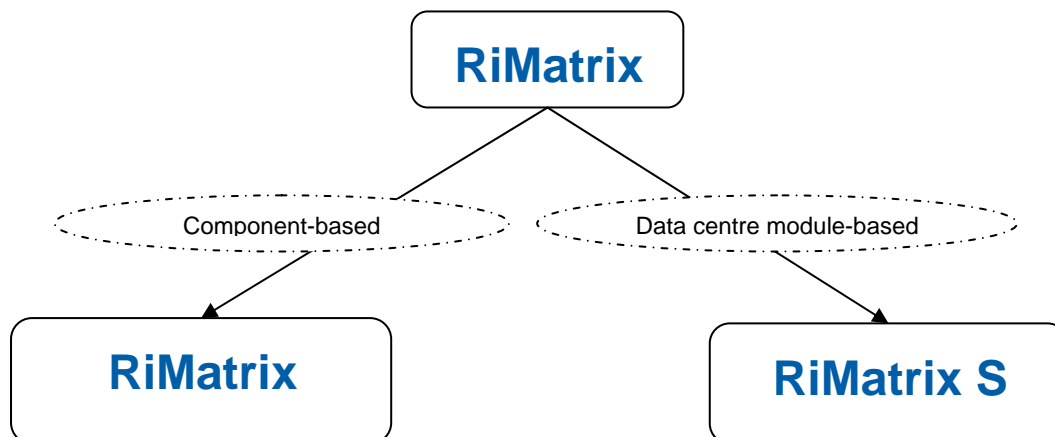 RiMatrix
Component-based
Data centre module-based
RiMatrix
RiMatrix S